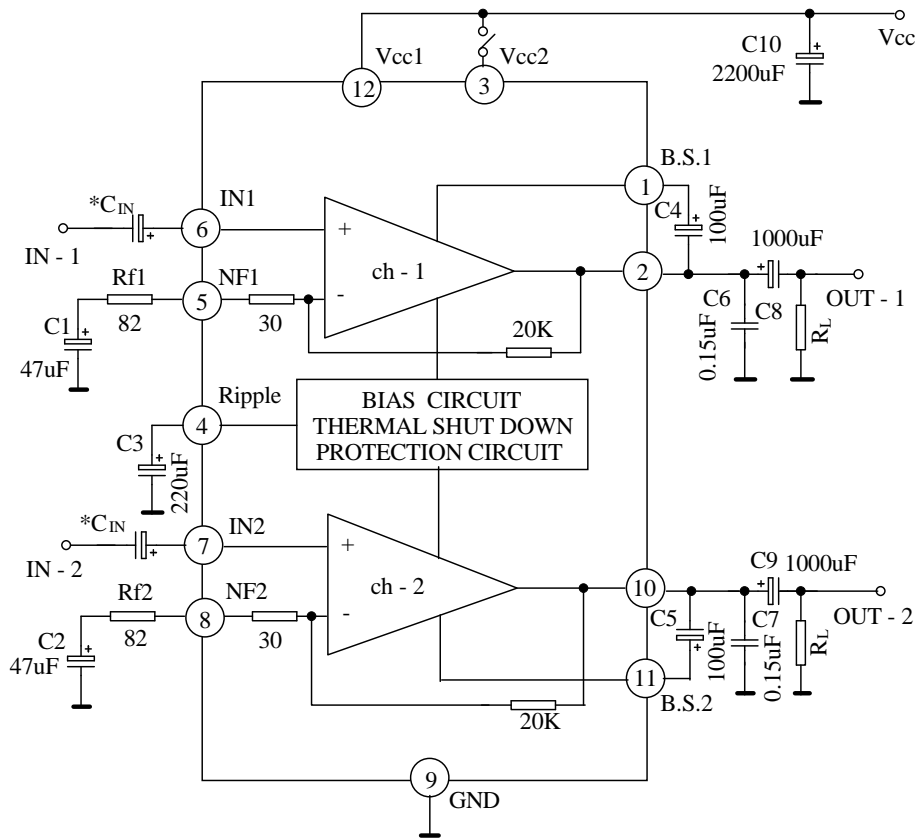 Vcc1
Vcc2
C10
Vcc
2200uF
12
3
B.S.1
1
*CIN
IN1
C4
100uF
6
+
1000uF
IN - 1
ch - 1
2
Rf1
NF1
OUT - 1
5
-
C6
C8
C1
82
30
20K
0.15uF
RL
47uF
Ripple
BIAS CIRCUIT
4
THERMAL SHUT DOWN
C3
PROTECTION CIRCUIT
220uF
*CIN
IN2
7
+
C9
1000uF
IN - 2
10
Rf2
NF2
ch - 2
OUT - 2
8
-
C5
C7
C2
82
30
100uF
0.15uF
RL
47uF
11
B.S.2
20K
9
GND
+
+
+
+
+
+
+
+
+
+